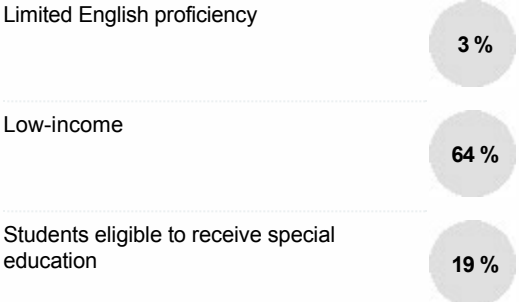 Limited English proficiency
3 %
Low-income
64 %
Students eligible to receive special
education
19 %